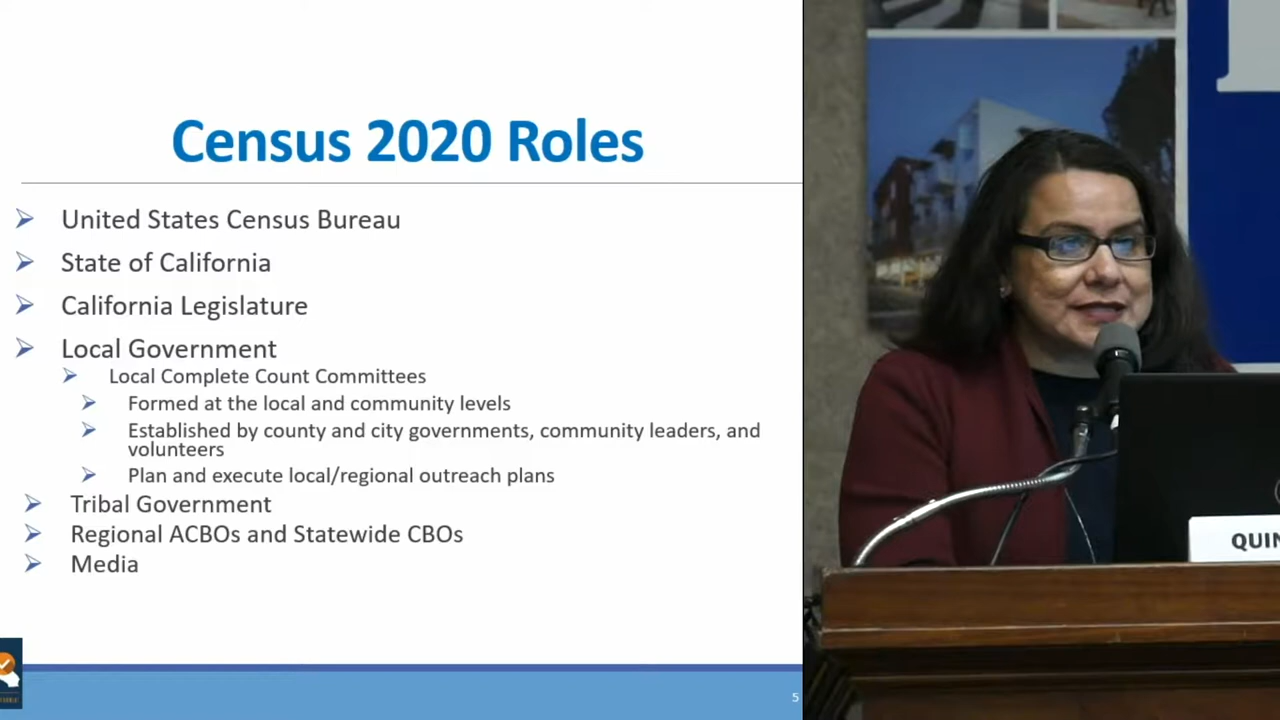 Census 2020 Roles
United States Census Bureau
State of California
California Legislature
Local Government
Local Complete Count Committees
Formed at the local and community levels
Established by county and city governments, community leaders, and
volunteers
Plan and execute local/regional outreach plans
Tribal Government
Regional ACBOs and Statewide CBOs
Media
5
QUIN